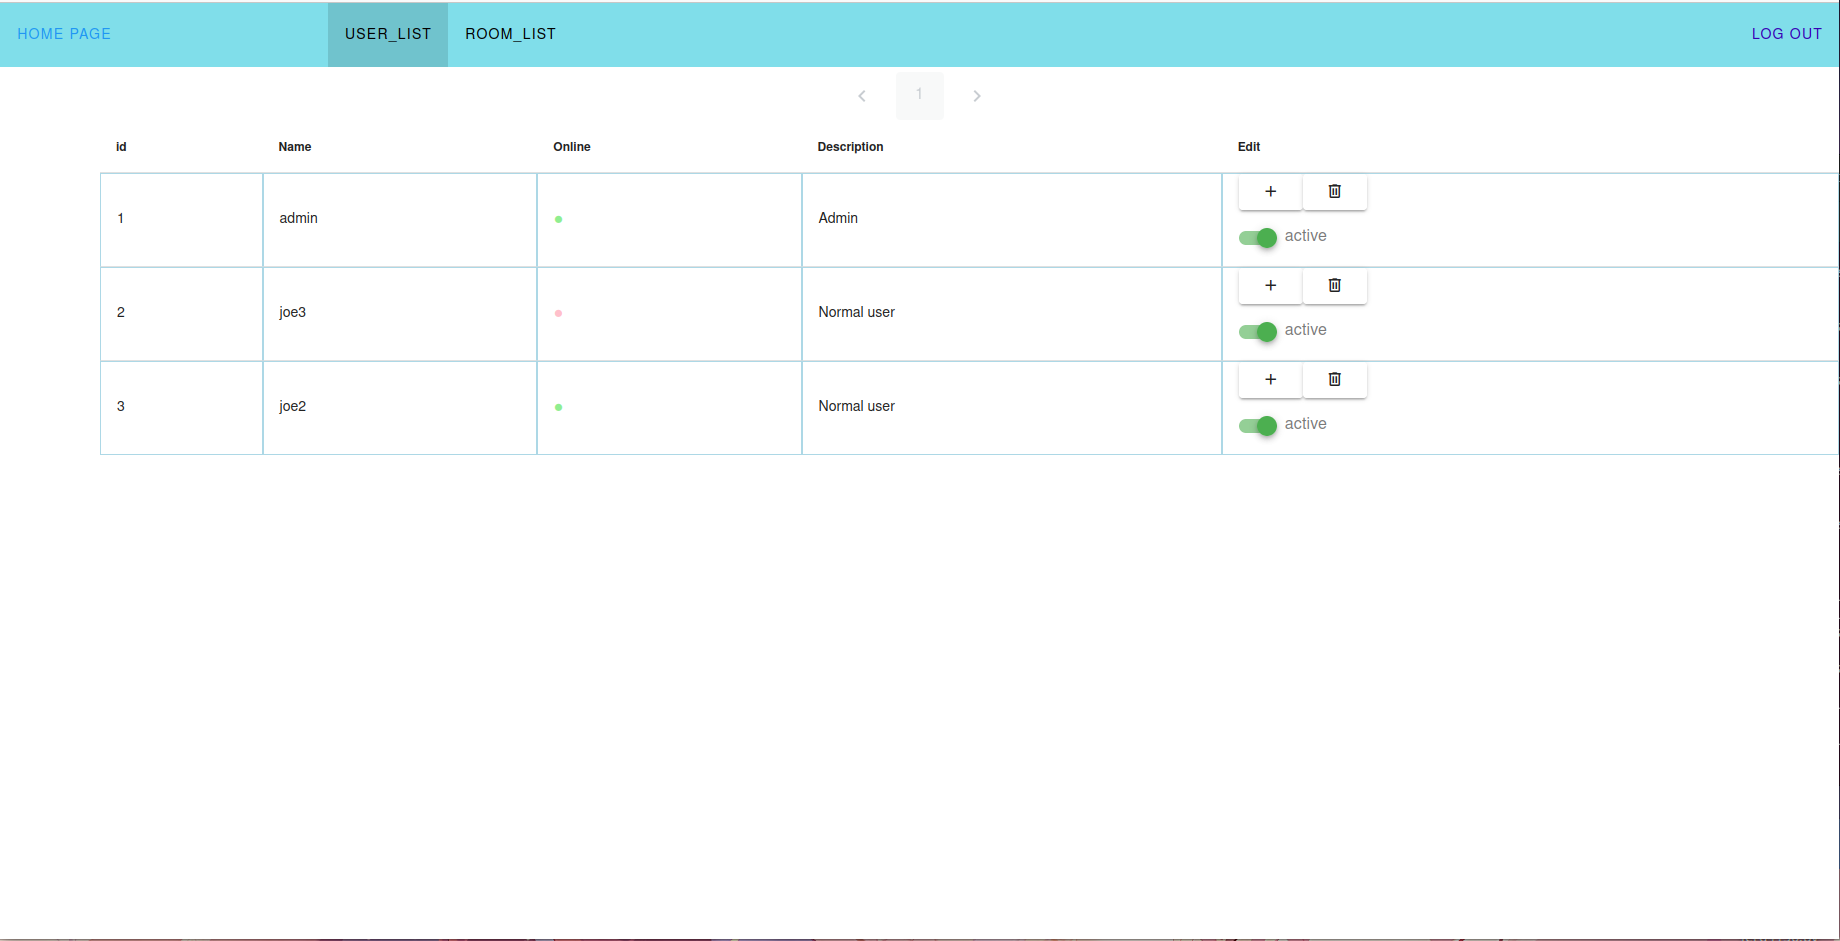 HOME PAGE USER_LIST ROOM_LIST LOG OUT
1
id Name Online Description Edit
1 admin Admin
active
2 joe3 Normal user
active
3 joe2 Normal user
active